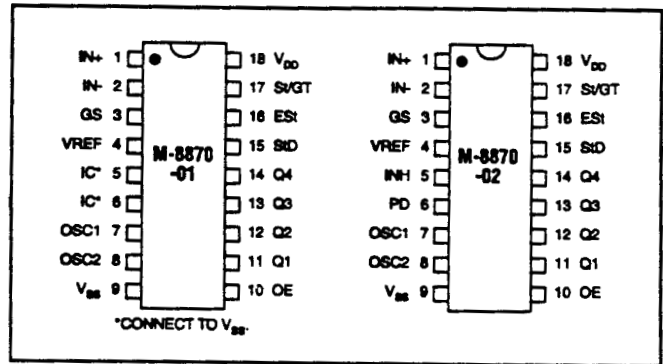 IN+ 1 18 VDD
IN- 2 17 St/GT
GS 3 16 ESt
VREF 4 15 StD
M-8870
-01
IC* 5 14 Q4
IC* 6 13 Q3
OSC1 7 12 Q2
OSC2 8 11 Q1
VSS 9 10 OE
*CONNECT TO VSS.
IN+ 1 18 VDD
IN- 2 17 St/GT
GS 3 16 ESt
VREF 4 15 StD
M-8870
-02
INH 5 14 Q4
PD 6 13 Q3
OSC1 7 12 Q2
OSC2 8 11 Q1
VSS 9 10 OE